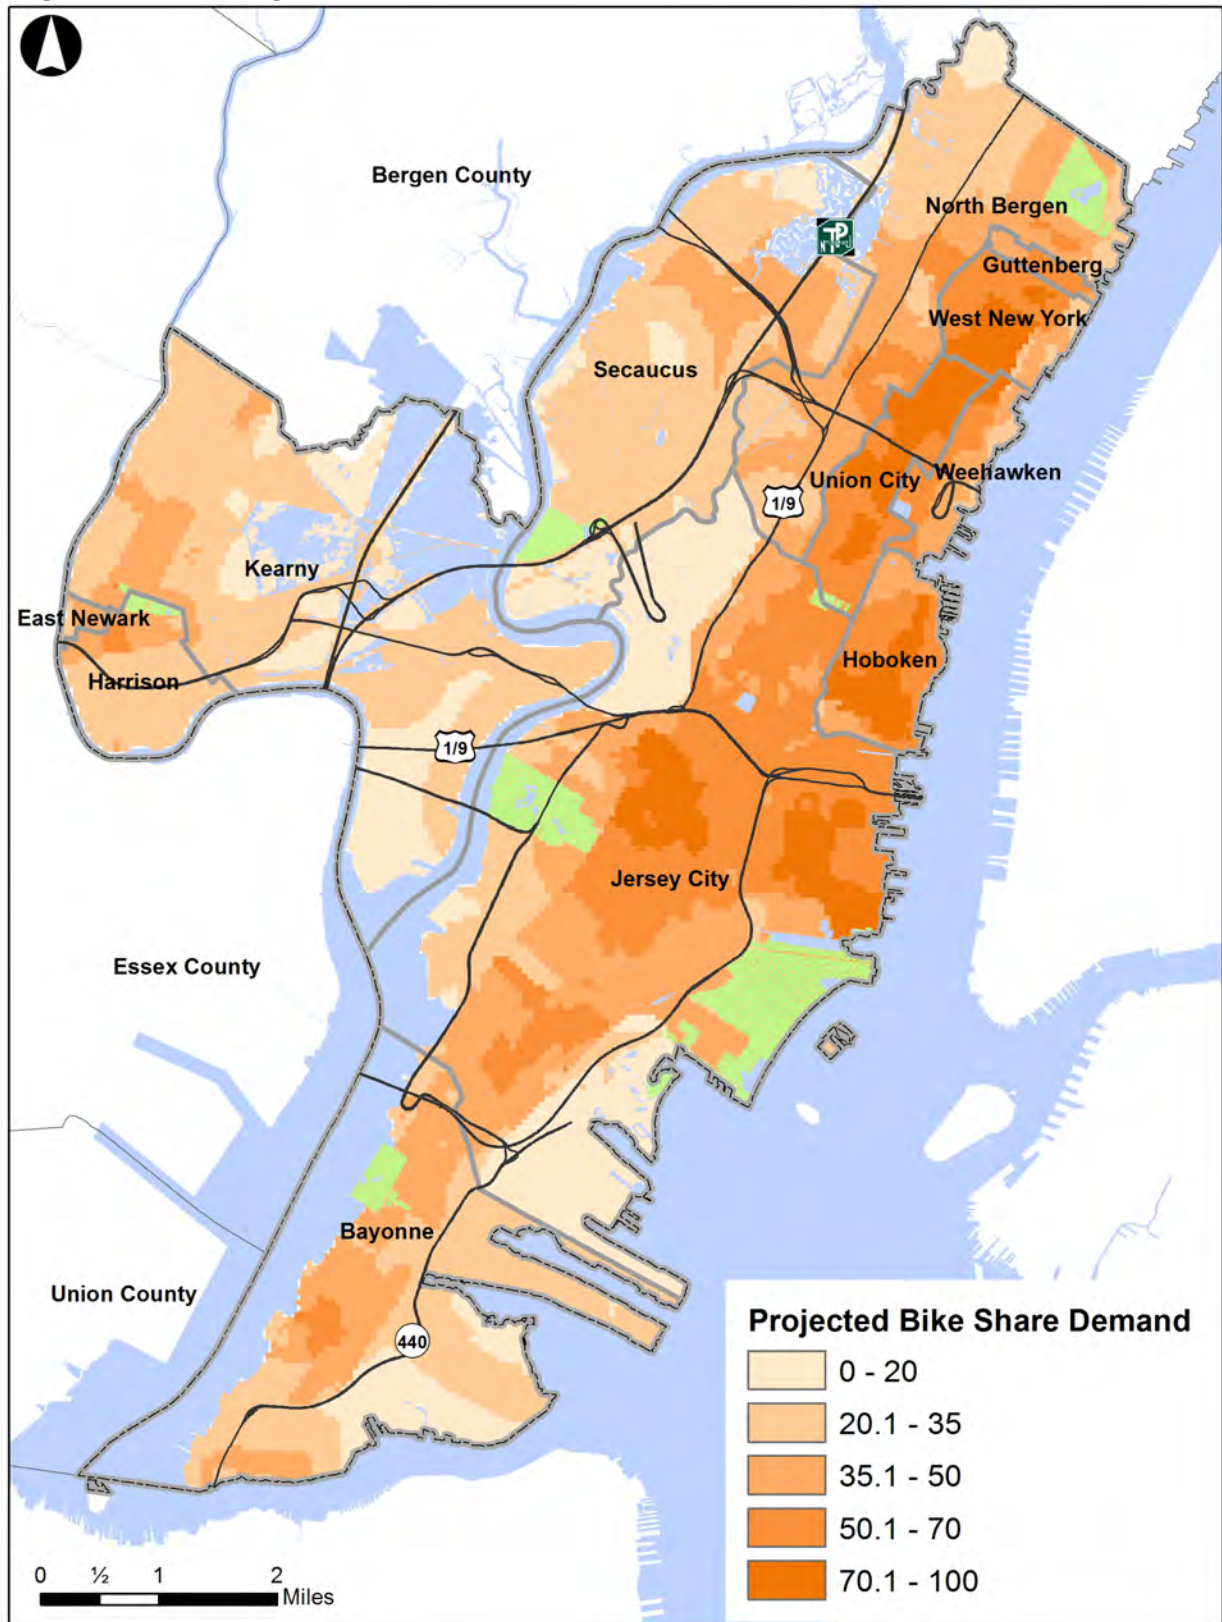 Bergen County
North Bergen
Guttenberg
West New York
Secaucus
Weehawken
Union City
1/9
Kearny
East Newark
Harrison
Hoboken
1/9
Jersey City
Essex County
Bayonne
Union County
440
Projected Bike Share Demand
0 - 20
20.1 - 35
35.1 - 50
50.1 - 70
70.1 - 100
0 ½ 1 2
Miles